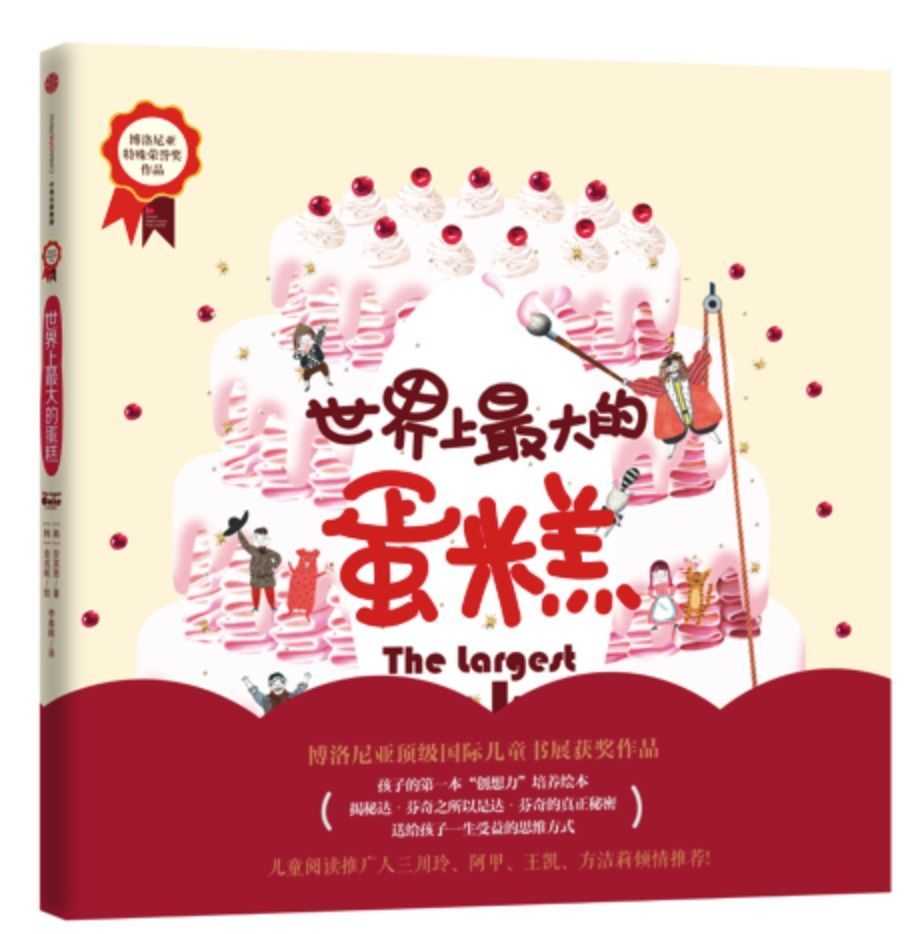 博洛尼亚
特殊荣誉奖
作品
世界上最大的
蛋糕
The Largest
博洛尼亚顶级国际儿童书展获奖作品
孩子的第一本“创想力”培养绘本
揭秘达·芬奇之所以是达·芬奇的真正秘密
送给孩子一生受益的思维方式
儿童阅读推广人三川玲、阿甲、王凯、方洁莉倾情推荐!
世界上最大的蛋糕